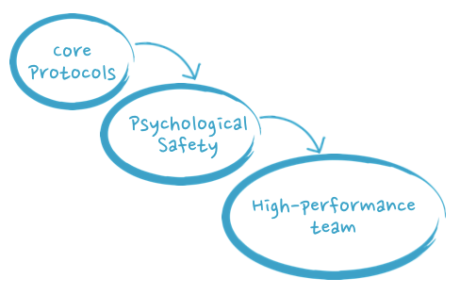 Core
Protocols
Psychological
Safety
High-performance
team